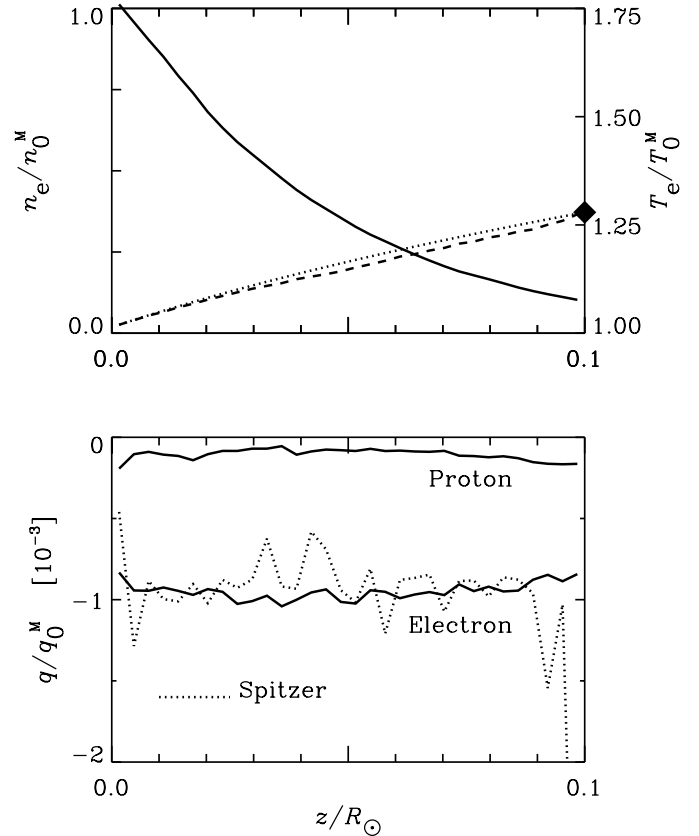 1.0
1.75
1.50
n_e/n_0^M
T_e/T_0^M
1.25
0.0
1.00
0.0
0.1
0
Proton
q/q_0^M [10^-3]
-1
Electron
Spitzer
-2
0.0
0.1
z/R_⊙